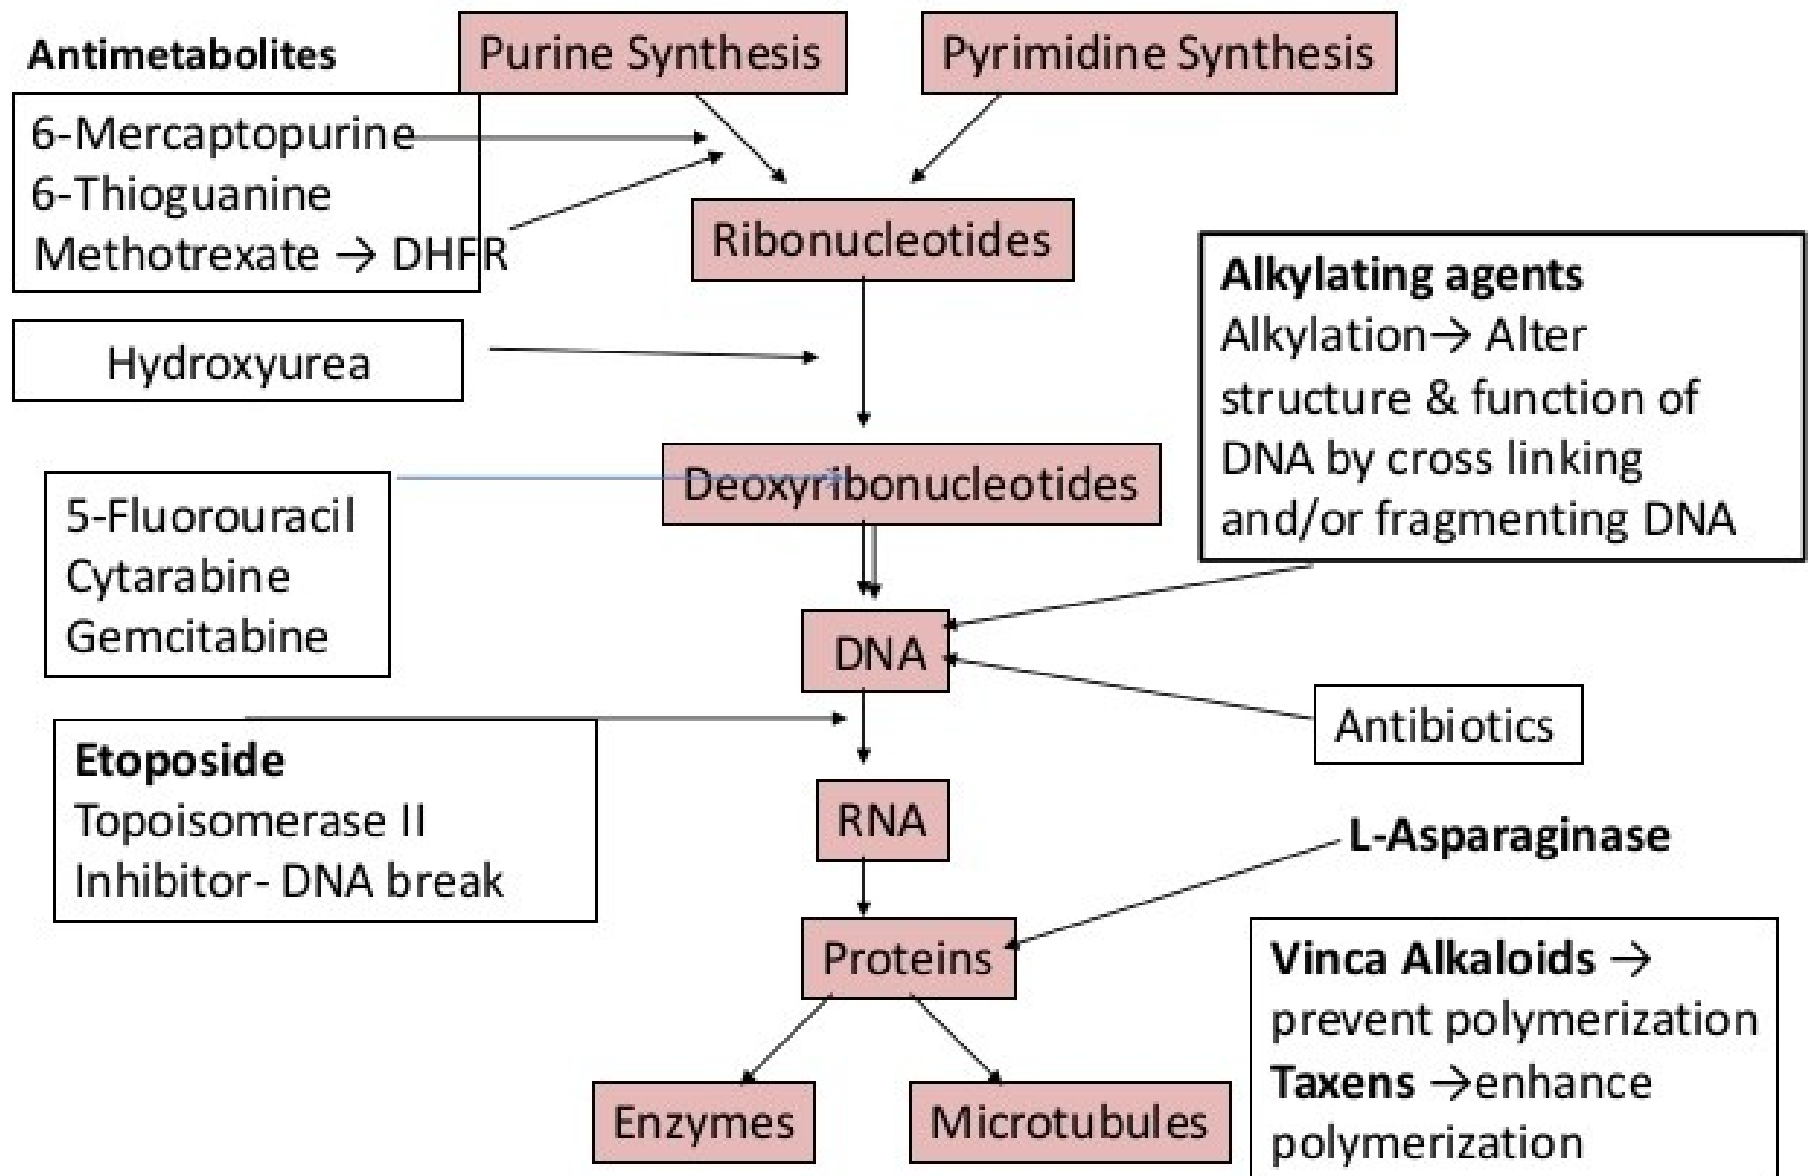 Antimetabolites
Purine Synthesis
Pyrimidine Synthesis
6-Mercaptopurine
6-Thioguanine
Methotrexate → DHFR
Ribonucleotides
Hydroxyurea
Alkylating agents
Alkylation→ Alter
structure & function of
DNA by cross linking
and/or fragmenting DNA
Deoxyribonucleotides
5-Fluorouracil
Cytarabine
Gemcitabine
DNA
Antibiotics
Etoposide
Topoisomerase II
Inhibitor- DNA break
RNA
L-Asparaginase
Proteins
Vinca Alkaloids →
prevent polymerization
Taxens →enhance
polymerization
Enzymes
Microtubules